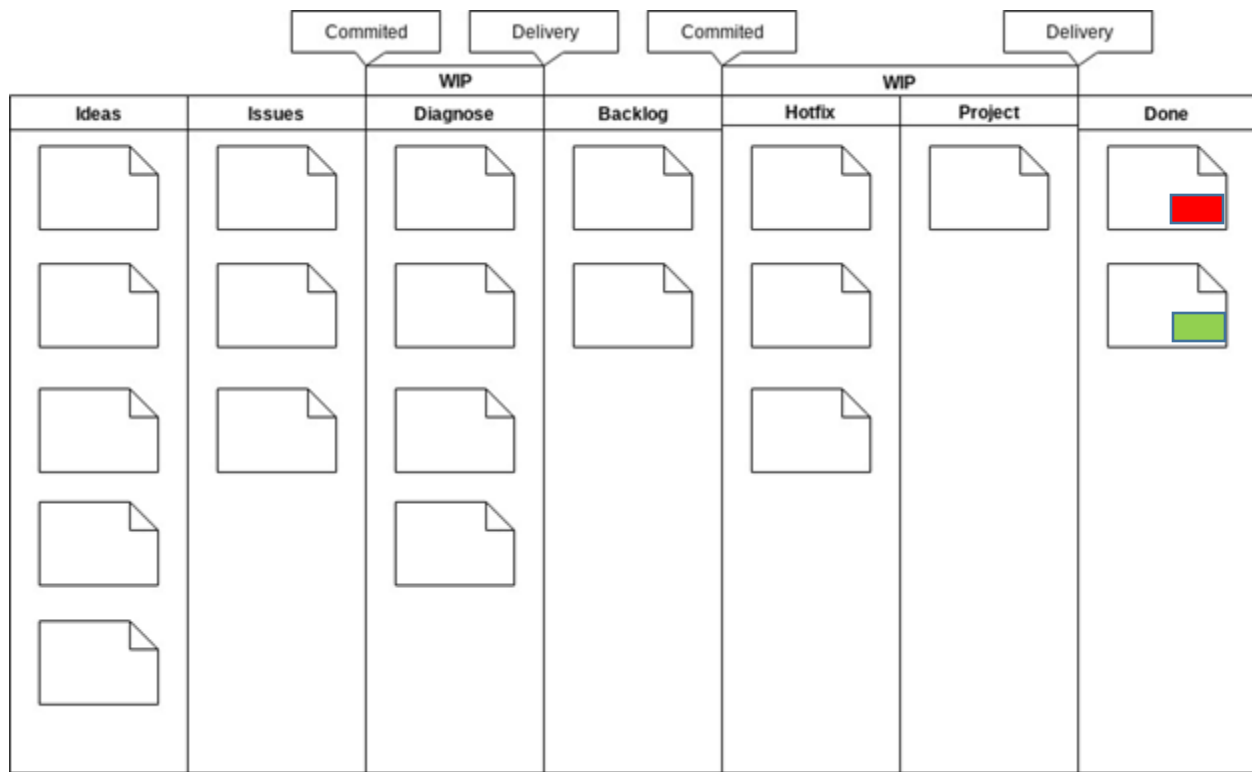 Commited
Delivery
Commited
Delivery
WIP
WIP
Ideas
Issues
Diagnose
Backlog
Hotfix
Project
Done